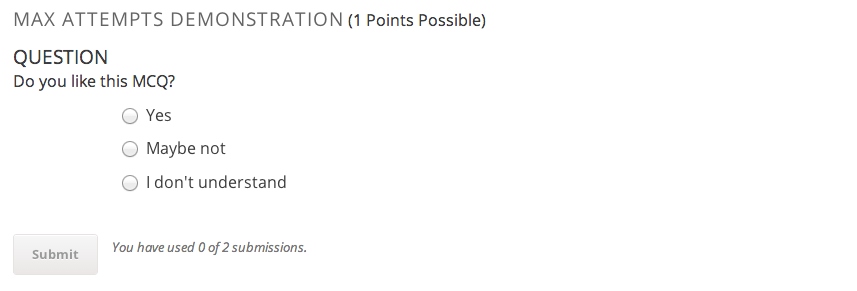 MAX ATTEMPTS DEMONSTRATION (1 Points Possible)
QUESTION
Do you like this MCQ?
Yes
Maybe not
I don't understand
Submit You have used 0 of 2 submissions.